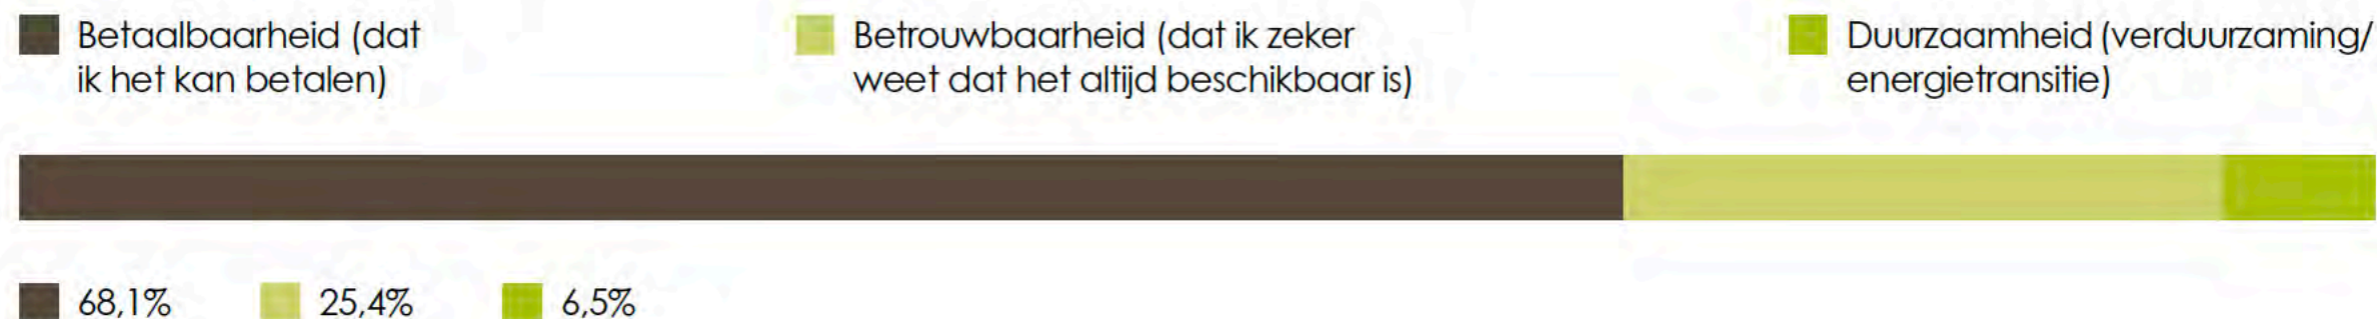 Betaalbaarheid (dat
ik het kan betalen)
Betrouwbaarheid (dat ik zeker
weet dat het altijd beschikbaar is)
Duurzaamheid (verduurzaming/
energietransitie)
68,1%
25,4%
6,5%